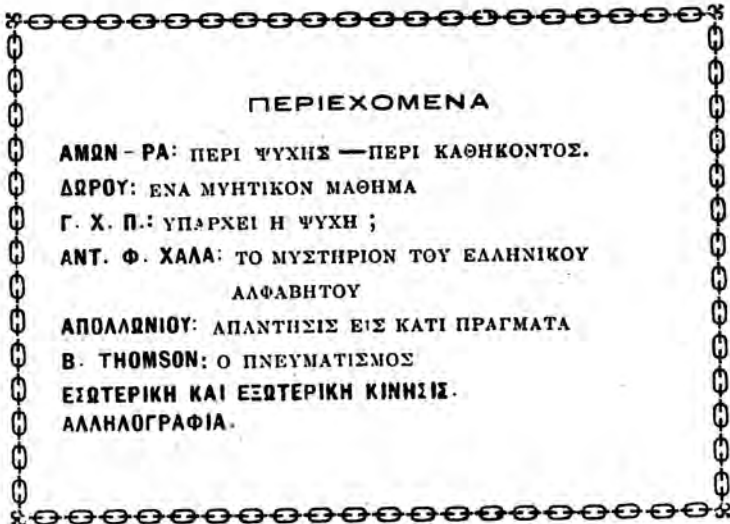 ΠΕΡΙΕΧΟΜΕΝΑ
ΑΜΩΝ - ΡΑ: ΠΕΡΙ ΨΥΧΗΣ — ΠΕΡΙ ΚΑΘΗΚΟΝΤΟΣ.
ΔΩΡΟΥ: ΕΝΑ ΜΥΗΤΙΚΟΝ ΜΑΘΗΜΑ
Γ. Χ. Π.: ΥΠΑΡΧΕΙ Η ΨΥΧΗ ;
ΑΝΤ. Φ. ΧΑΛΑ: ΤΟ ΜΥΣΤΗΡΙΟΝ ΤΟΥ ΕΛΛΗΝΙΚΟΥ
ΑΛΦΑΒΗΤΟΥ
ΑΠΟΛΛΩΝΙΟΥ: ΑΠΑΝΤΗΣΙΣ ΕΙΣ ΚΑΤΙ ΠΡΑΓΜΑΤΑ
Β. THOMSON: Ο ΠΝΕΥΜΑΤΙΣΜΟΣ
ΕΣΩΤΕΡΙΚΗ ΚΑΙ ΕΞΩΤΕΡΙΚΗ ΚΙΝΗΣΙΣ.
ΑΛΛΗΛΟΓΡΑΦΙΑ.